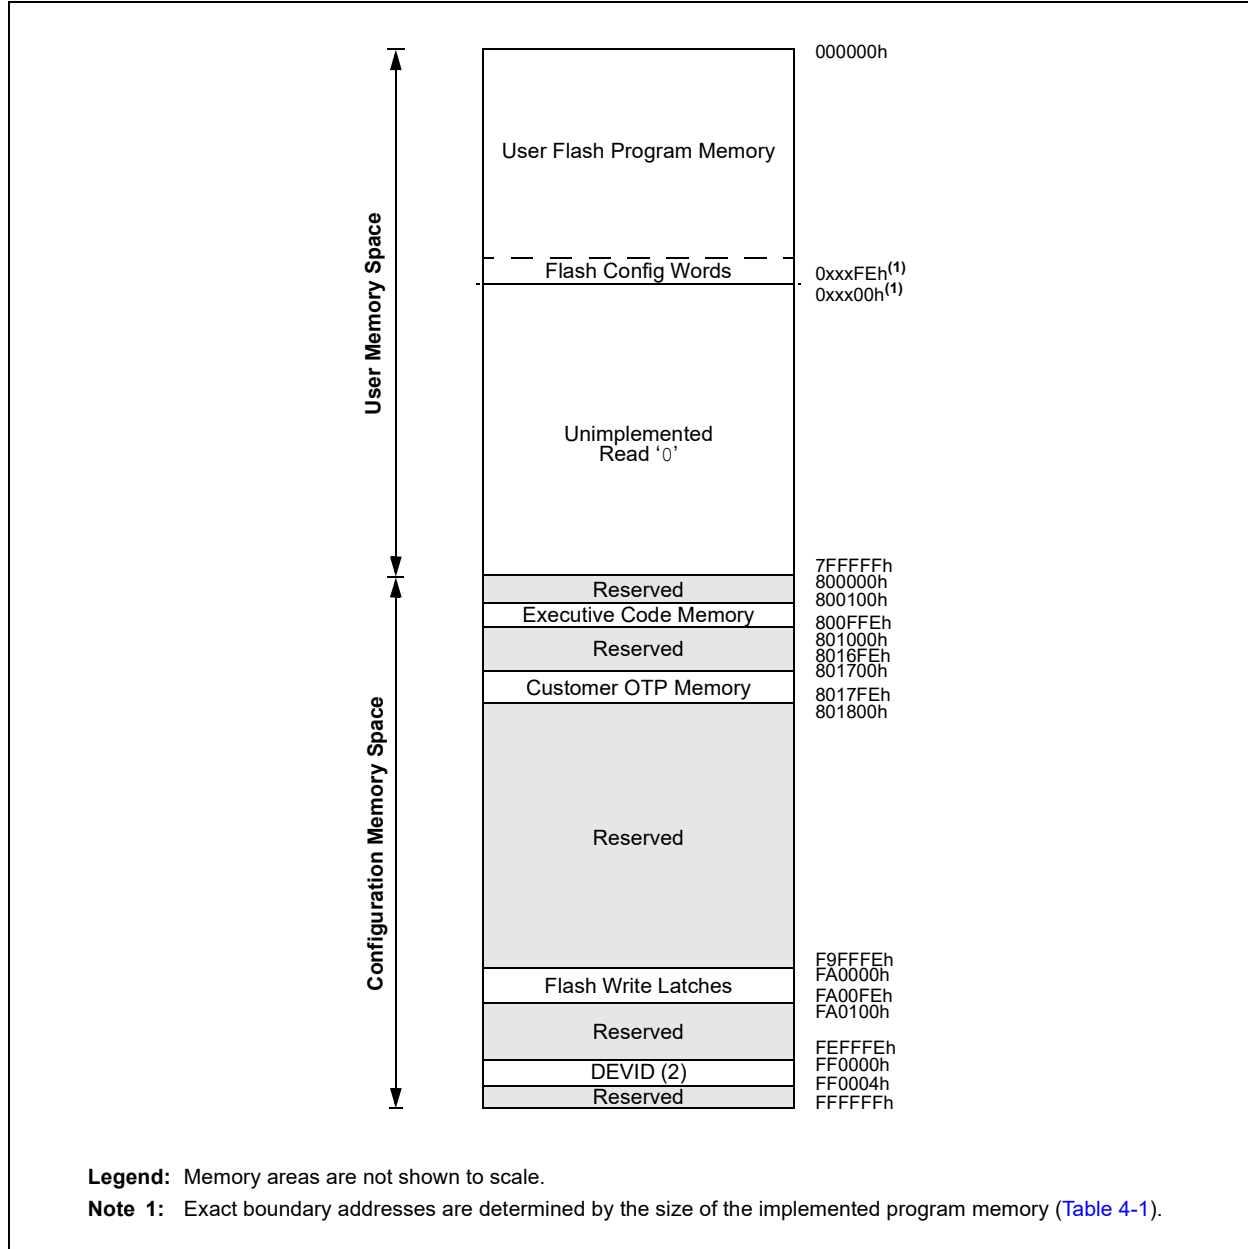 000000h
User Flash Program Memory
User Memory Space
Flash Config Words
0xxxFEh(1)
0xxx00h(1)
Unimplemented
Read ‘0’
7FFFFFh
800000h
Reserved
800100h
Executive Code Memory
800FFEh
801000h
Reserved
8016FEh
801700h
Customer OTP Memory
8017FEh
801800h
Configuration Memory Space
Reserved
F9FFFEh
FA0000h
Flash Write Latches
FA00FEh
FA0100h
Reserved
FEFFFEh
FF0000h
DEVID (2)
FF0004h
Reserved
FFFFFFh
Legend: Memory areas are not shown to scale.
Note 1: Exact boundary addresses are determined by the size of the implemented program memory (Table 4-1).